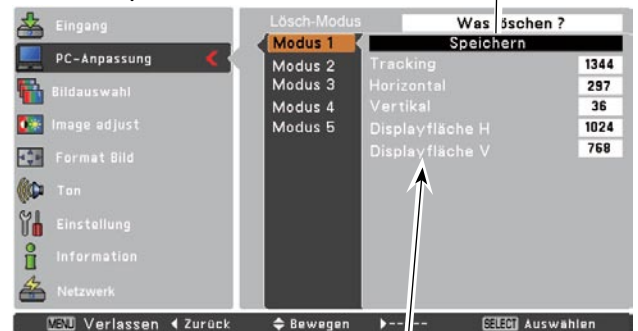 Eingang
PC-Anpassung
Bildauswahl
Image adjust
Format Bild
Ton
Einstellung
Information
Netzwerk
Lösch-Modus
Was löschen ?
Modus 1
Modus 2
Modus 3
Modus 4
Modus 5
Speichern
Tracking 1344
Horizontal 297
Vertikal 36
Displayfläche H 1024
Displayfläche V 768
MENU Verlassen Zurück Bewegen ----- SELECT Auswählen